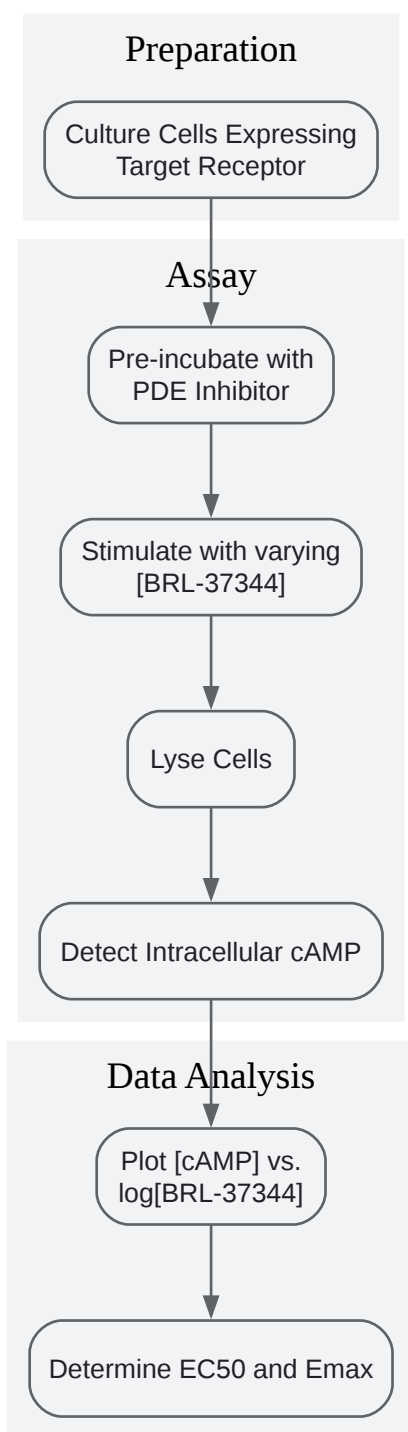 Preparation
Culture Cells Expressing
Target Receptor
Assay
Pre-incubate with
PDE Inhibitor
Stimulate with varying
[BRL-37344]
Lyse Cells
Detect Intracellular cAMP
Data Analysis
Plot [cAMP] vs.
log[BRL-37344]
Determine EC50 and Emax